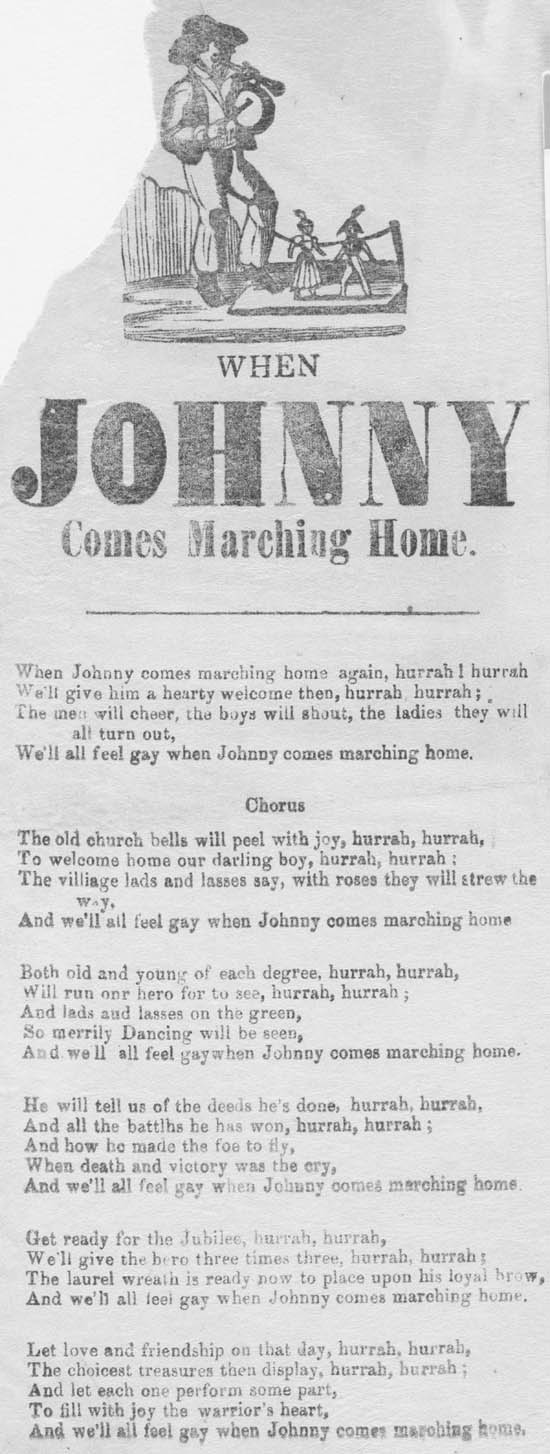 WHEN
JOHNNY
Comes Marching Home.
When Johnny comes marching home again, hurrah! hurrah
We'll give him a hearty welcome then, hurrah hurrah;
The men will cheer, the boys will shout, the ladies they will
all turn out,
We'll all feel gay when Johnny comes marching home.
Chorus
The old church bells will peel with joy, hurrah, hurrah,
To welcome home our darling boy, hurrah, hurrah;
The villiage lads and lasses say, with roses they will strew the
way,
And we'll all feel gay when Johnny comes marching home
Both old and young of each degree, hurrah, hurrah,
Will run onr hero for to see, hurrah, hurrah;
And lads and lasses on the green,
So merrily Dancing will be seen,
And we'll all feel gay when Johnny comes marching home.
He will tell us of the deeds he's done, hurrah, hurrah,
And all the battlhs he has won, hurrah, hurrah;
And how he made the foe to fly,
When death and victory was the cry,
And we'll all feel gay when Johnny comes marching home.
Get ready for the Jubilee, hurrah, hurrah,
We'll give the hero three times three, hurrah, hurrah;
The laurel wreath is ready now to place upon his loyal brow,
And we'll all feel gay when Johnny comes marching home.
Let love and friendship on that day, hurrah, hurrah,
The choicest treasures then display, hurrah, hurrah;
And let each one perform some part,
To fill with joy the warrior's heart,
And we'll all feel gay when Johnny comes marching home.